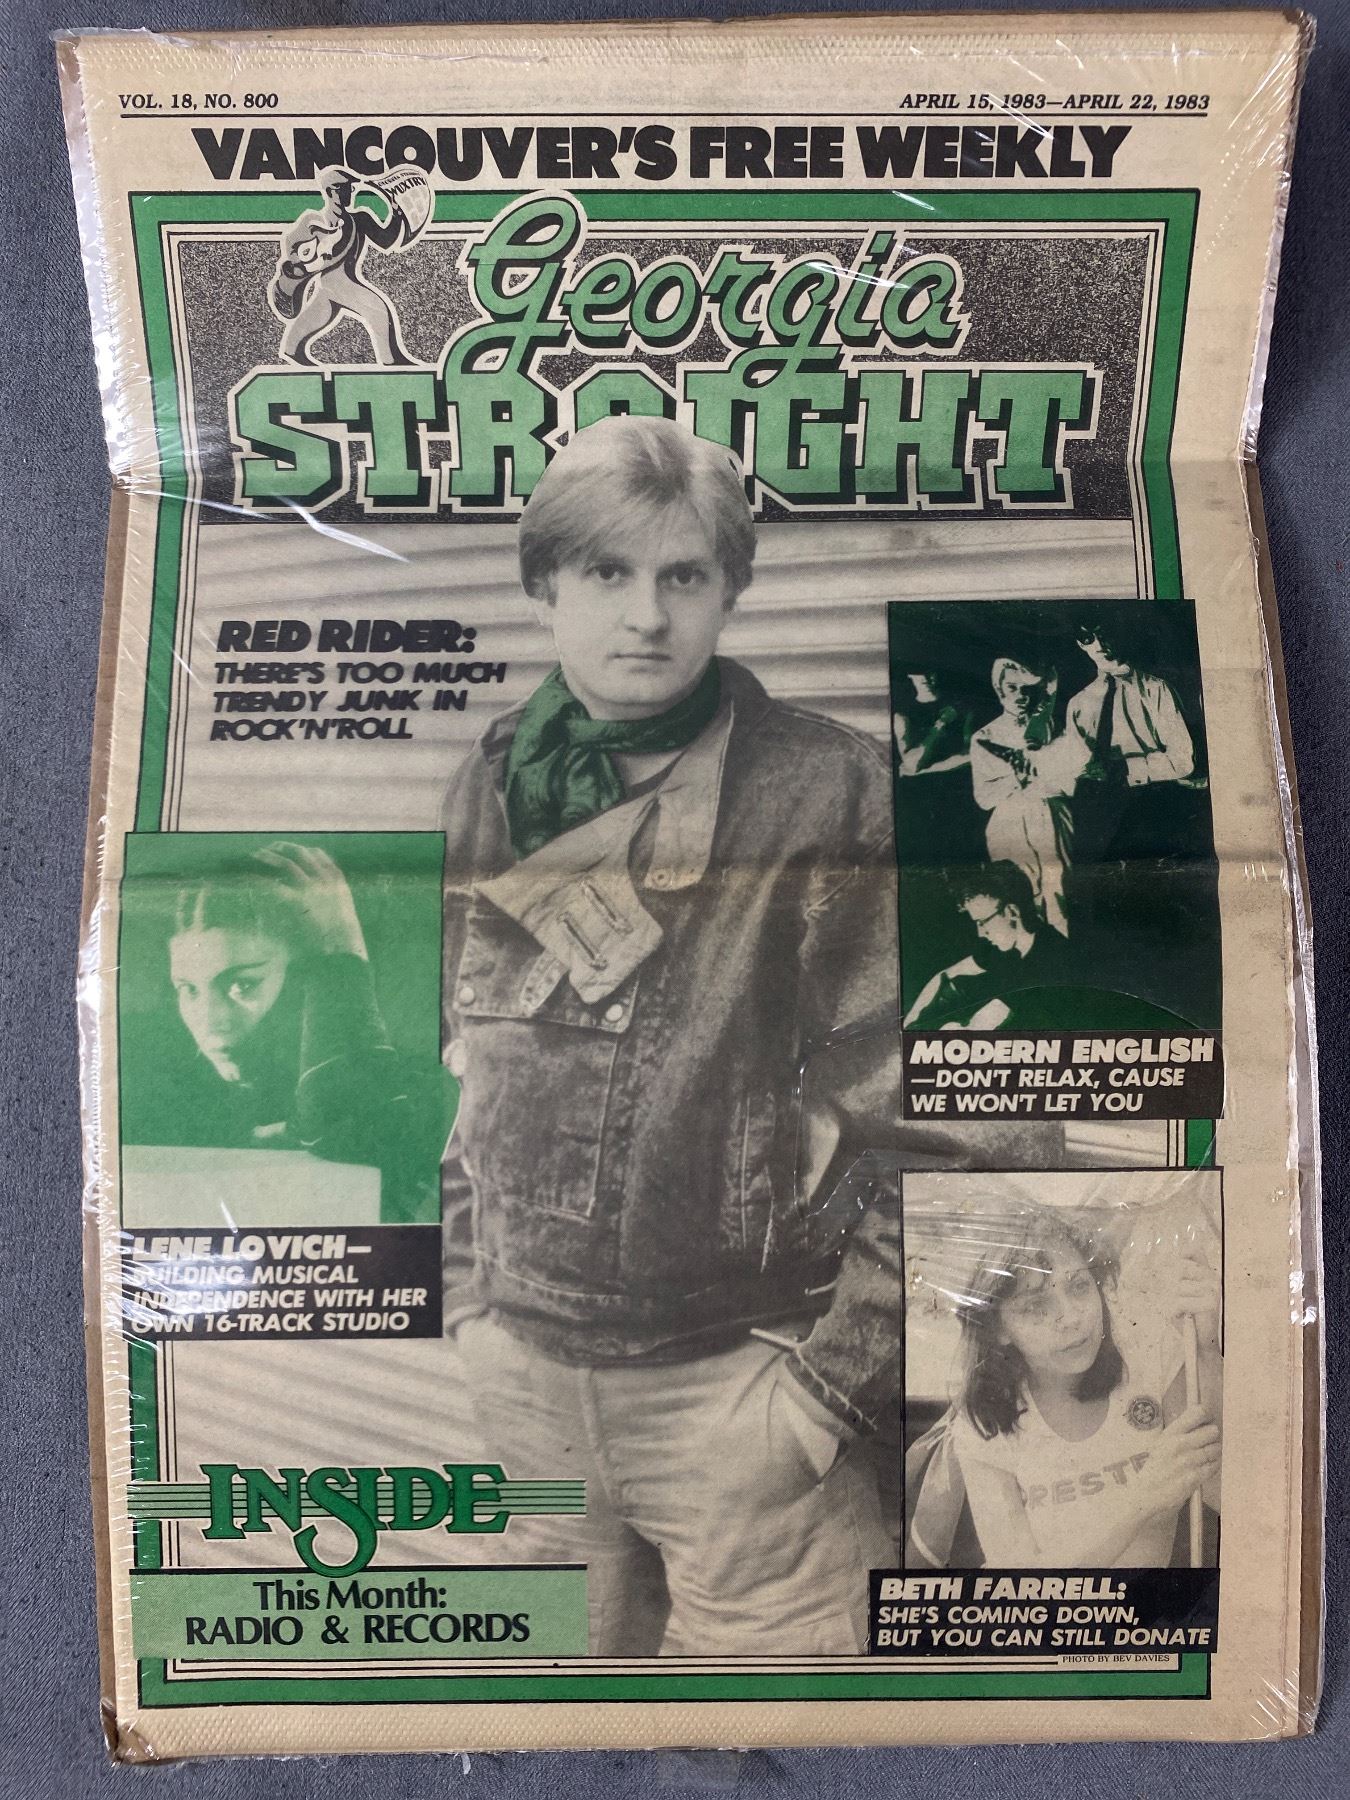 VOL. 18, NO. 800
APRIL 15, 1983—APRIL 22, 1983
VANCOUVER'S FREE WEEKLY
Georgia
STRAIGHT
RED RIDER:
THERE'S TOO MUCH
TRENDY JUNK IN
ROCK'N'ROLL
MODERN ENGLISH
—DON'T RELAX, CAUSE
WE WON'T LET YOU
LENE LOVICH—
BUILDING MUSICAL
INDEPENDENCE WITH HER
OWN 16-TRACK STUDIO
INSIDE
This Month:
RADIO & RECORDS
BETH FARRELL:
SHE'S COMING DOWN,
BUT YOU CAN STILL DONATE
PHOTO BY BEV DAVIES